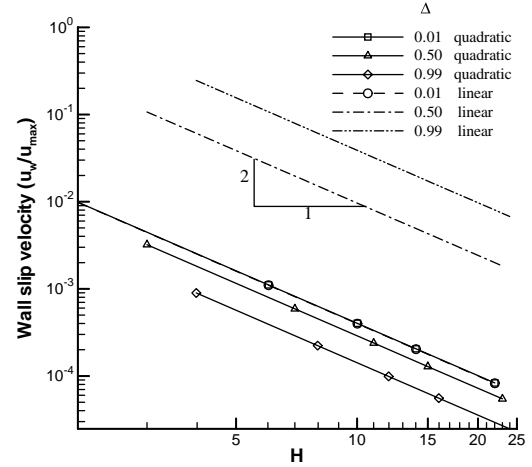 Δ
0.01 quadratic
0.50 quadratic
0.99 quadratic
0.01 linear
0.50 linear
0.99 linear
10^0
10^-1
10^-2
10^-3
10^-4
Wall slip velocity (u_w/u_max)
2
1
5 10 15 20 25
H